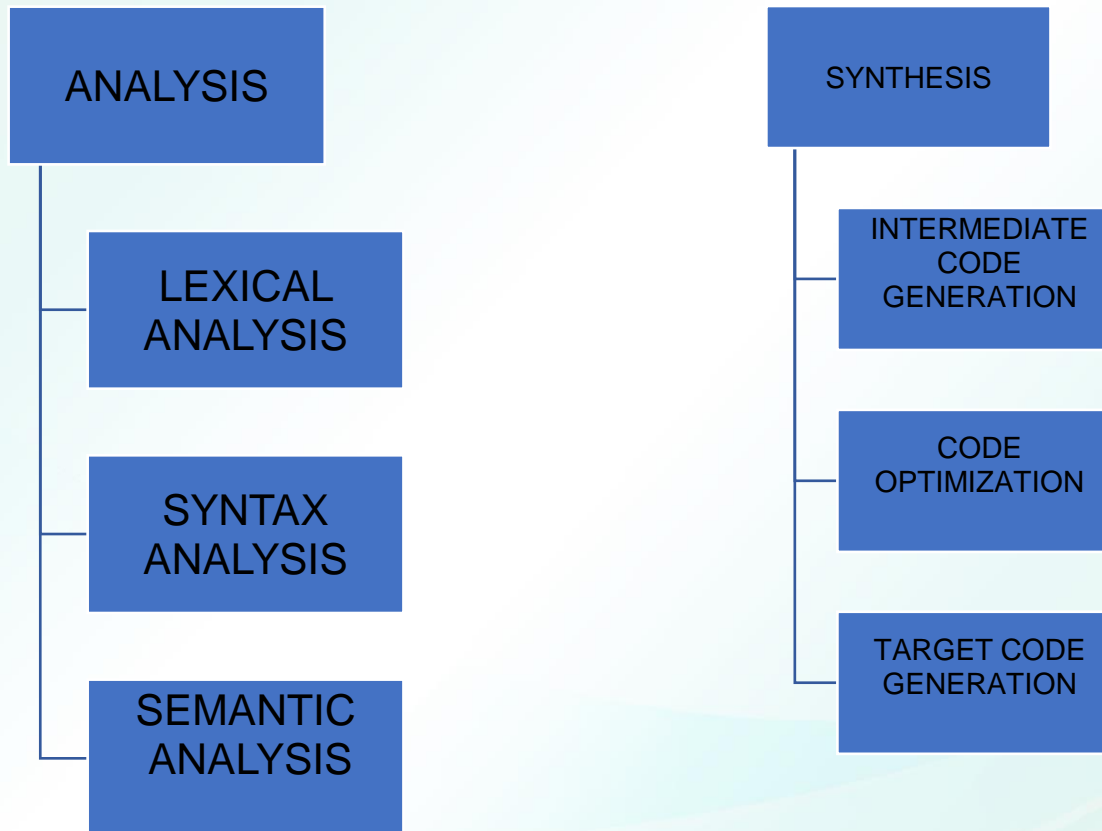 ANALYSIS
LEXICAL
ANALYSIS
SYNTAX
ANALYSIS
SEMANTIC
ANALYSIS
SYNTHESIS
INTERMEDIATE
CODE
GENERATION
CODE
OPTIMIZATION
TARGET CODE
GENERATION